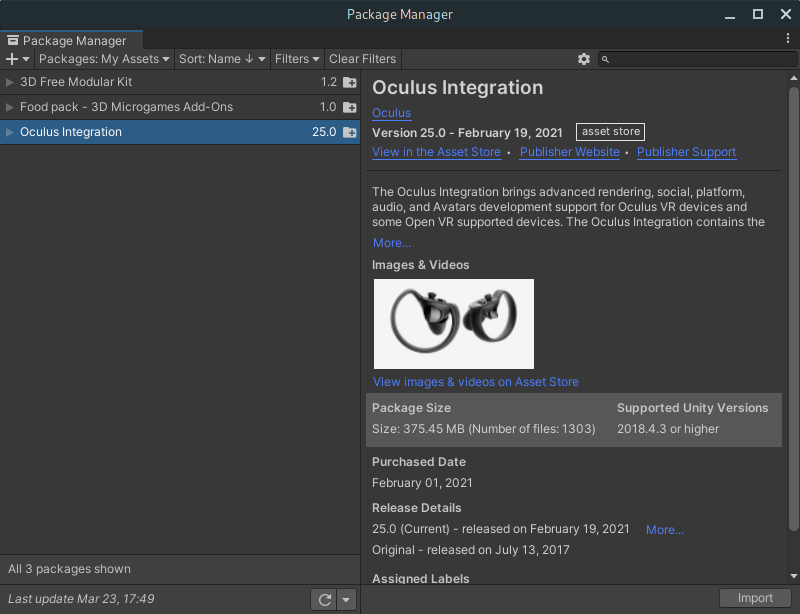 Package Manager
Package Manager
Packages: My Assets Sort: Name ↓ Filters Clear Filters
3D Free Modular Kit 1.2
Food pack - 3D Microgames Add-Ons 1.0
Oculus Integration 25.0
All 3 packages shown
Last update Mar 23, 17:49
Oculus Integration
Oculus
Version 25.0 - February 19, 2021 asset store
View in the Asset Store • Publisher Website • Publisher Support
The Oculus Integration brings advanced rendering, social, platform,
audio, and Avatars development support for Oculus VR devices and
some Open VR supported devices. The Oculus Integration contains the
More...
Images & Videos
View images & videos on Asset Store
Package Size Supported Unity Versions
Size: 375.45 MB (Number of files: 1303) 2018.4.3 or higher
Purchased Date
February 01, 2021
Release Details
25.0 (Current) - released on February 19, 2021 More...
Original - released on July 13, 2017
Assigned Labels
Import